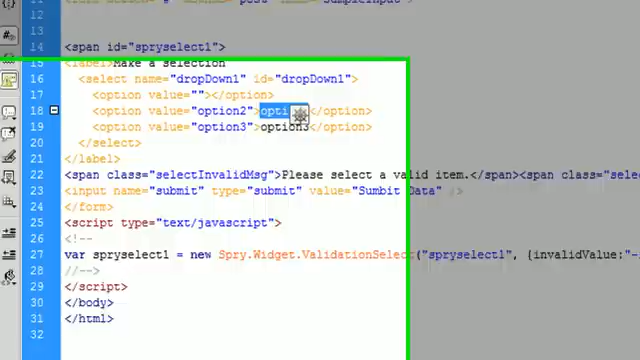 14 <span id="spryselect1">
15 <label>Make a selection
16 <select name="dropDown1" id="dropDown1">
17 <option value=""></option>
18 <option value="option2">opti </option>
19 <option value="option3">option3</option>
20 </select>
21 </label>
22 <span class="selectInvalidMsg">Please select a valid item.</span><span class="sele
23 <input name="submit" type="submit" value="Sumbit Data" />
24 </form>
25 <script type="text/javascript">
26 <!--
27 var spryselect1 = new Spry.Widget.ValidationSelect("spryselect1", {invalidValue:"-
28 //-->
29 </script>
30 </body>
31 </html>
32